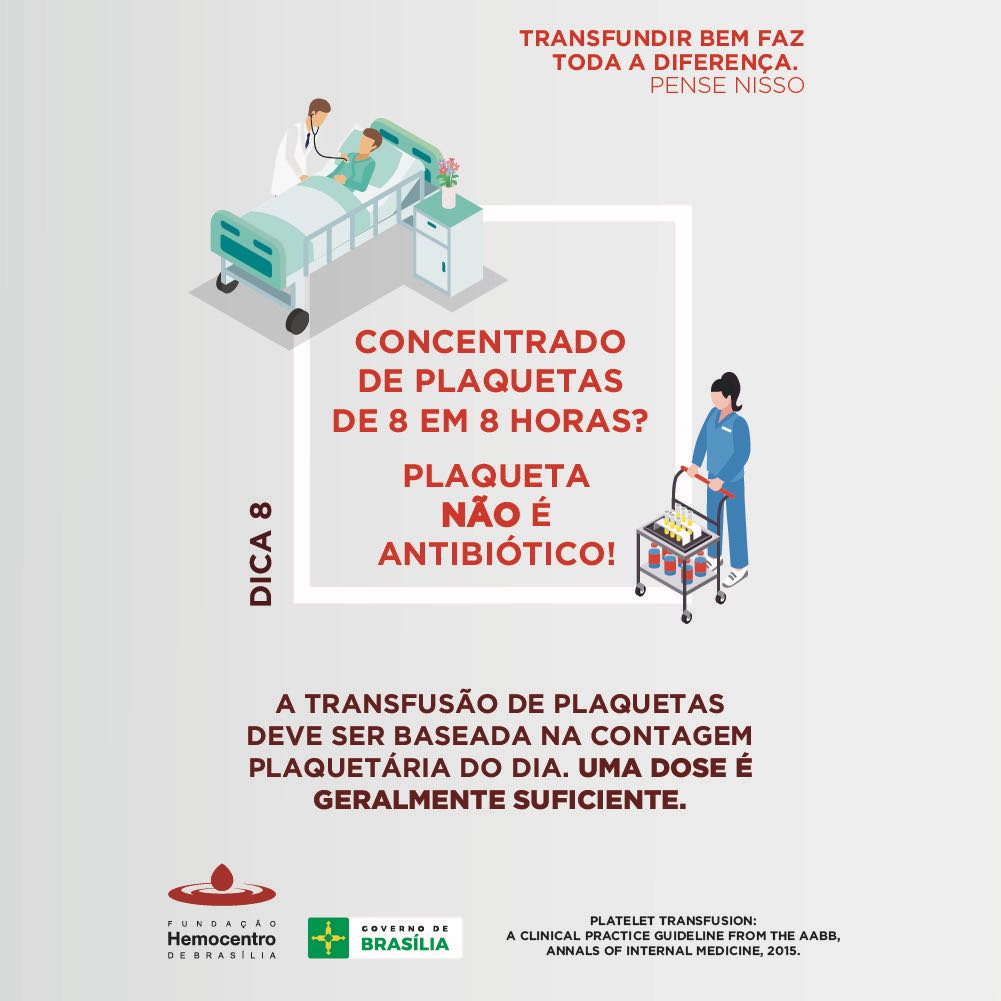 TRANSFUNDIR BEM FAZ
TODA A DIFERENÇA.
PENSE NISSO
CONCENTRADO
DE PLAQUETAS
DE 8 EM 8 HORAS?
PLAQUETA
NÃO É
ANTIBIÓTICO!
DICA 8
A TRANSFUSÃO DE PLAQUETAS
DEVE SER BASEADA NA CONTAGEM
PLAQUETÁRIA DO DIA. UMA DOSE É
GERALMENTE SUFICIENTE.
FUNDAÇÃO
Hemocentro
DE BRASÍLIA
GOVERNO DE
BRASÍLIA
PLATELET TRANSFUSION:
A CLINICAL PRACTICE GUIDELINE FROM THE AABB,
ANNALS OF INTERNAL MEDICINE, 2015.